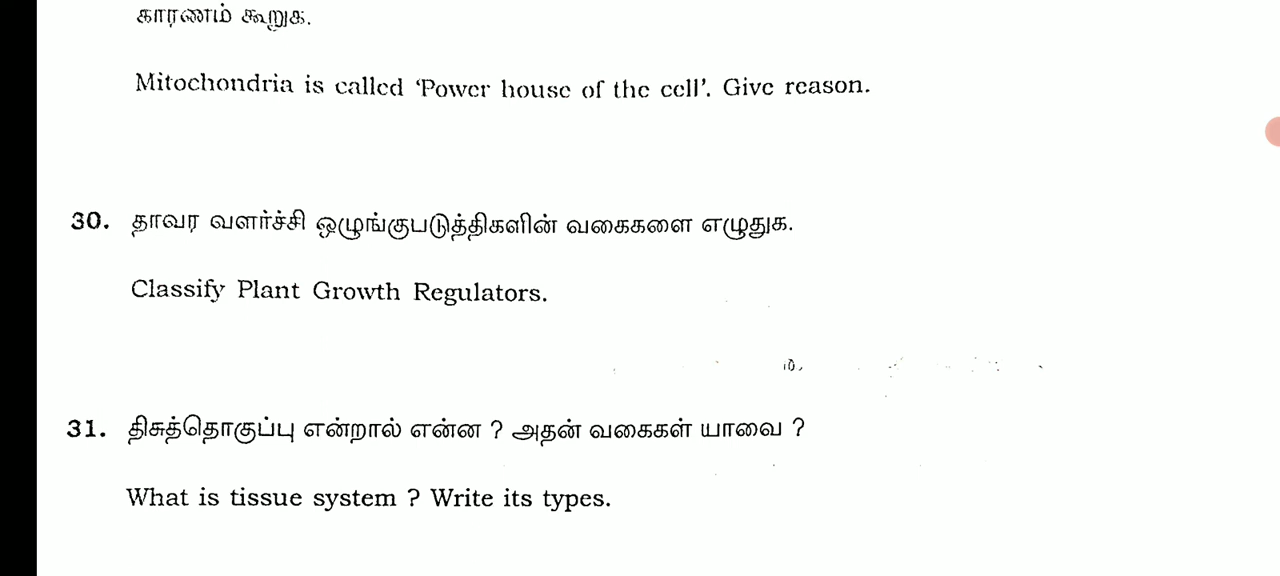 காரணம் கூறுக.
Mitochondria is called ‘Power house of the cell’. Give reason.
30. தாவர வளர்ச்சி ஒழுங்குபடுத்திகளின் வகைகளை எழுதுக.
Classify Plant Growth Regulators.
31. திசுத்தொகுப்பு என்றால் என்ன ? அதன் வகைகள் யாவை ?
What is tissue system ? Write its types.